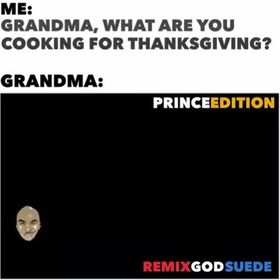 ME:
GRANDMA, WHAT ARE YOU
COOKING FOR THANKSGIVING?
GRANDMA:
PRINCEEDITION
REMIXGODSUEDE